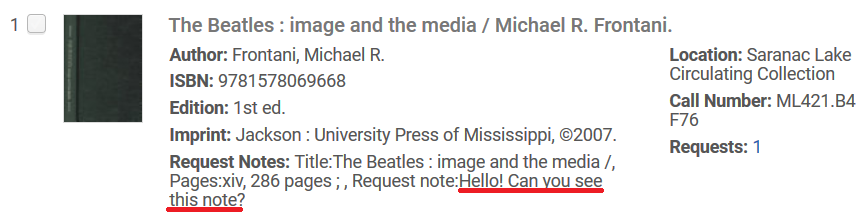 1
The Beatles : image and the media / Michael R. Frontani.
Author: Frontani, Michael R.
ISBN: 9781578069668
Edition: 1st ed.
Imprint: Jackson : University Press of Mississippi, ©2007.
Request Notes: Title:The Beatles : image and the media /,
Pages:xiv, 286 pages ; , Request note:Hello! Can you see
this note?
Location: Saranac Lake
Circulating Collection
Call Number: ML421.B4
F76
Requests: 1